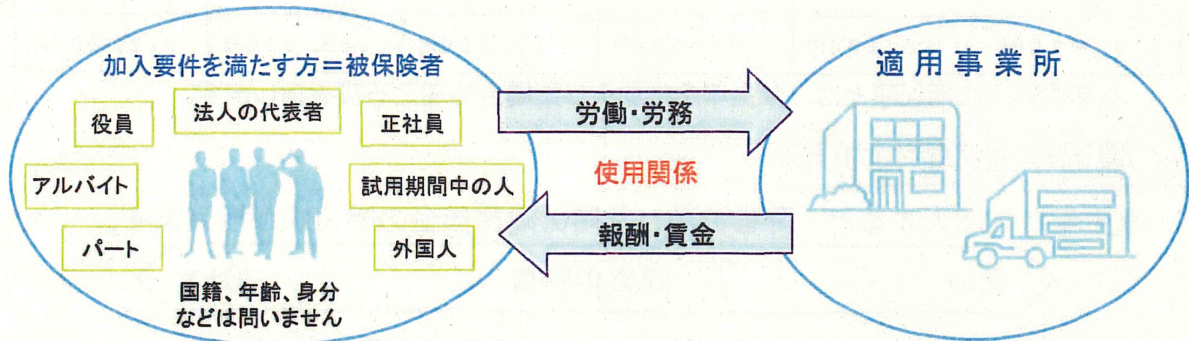 加入要件を満たす方＝被保険者
役員
法人の代表者
正社員
アルバイト
試用期間中の人
パート
外国人
国籍、年齢、身分
などは問いません
労働・労務
使用関係
報酬・賃金
適用事業所